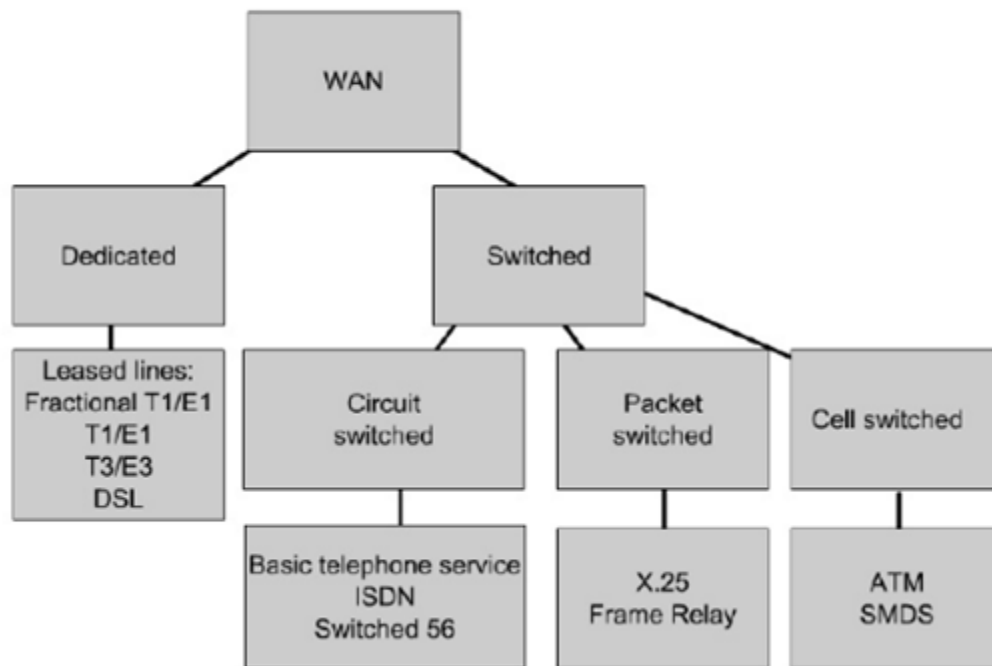 WAN
Dedicated
Switched
Leased lines:
Fractional T1/E1
T1/E1
T3/E3
DSL
Circuit
switched
Packet
switched
Cell switched
Basic telephone service
ISDN
Switched 56
X.25
Frame Relay
ATM
SMDS